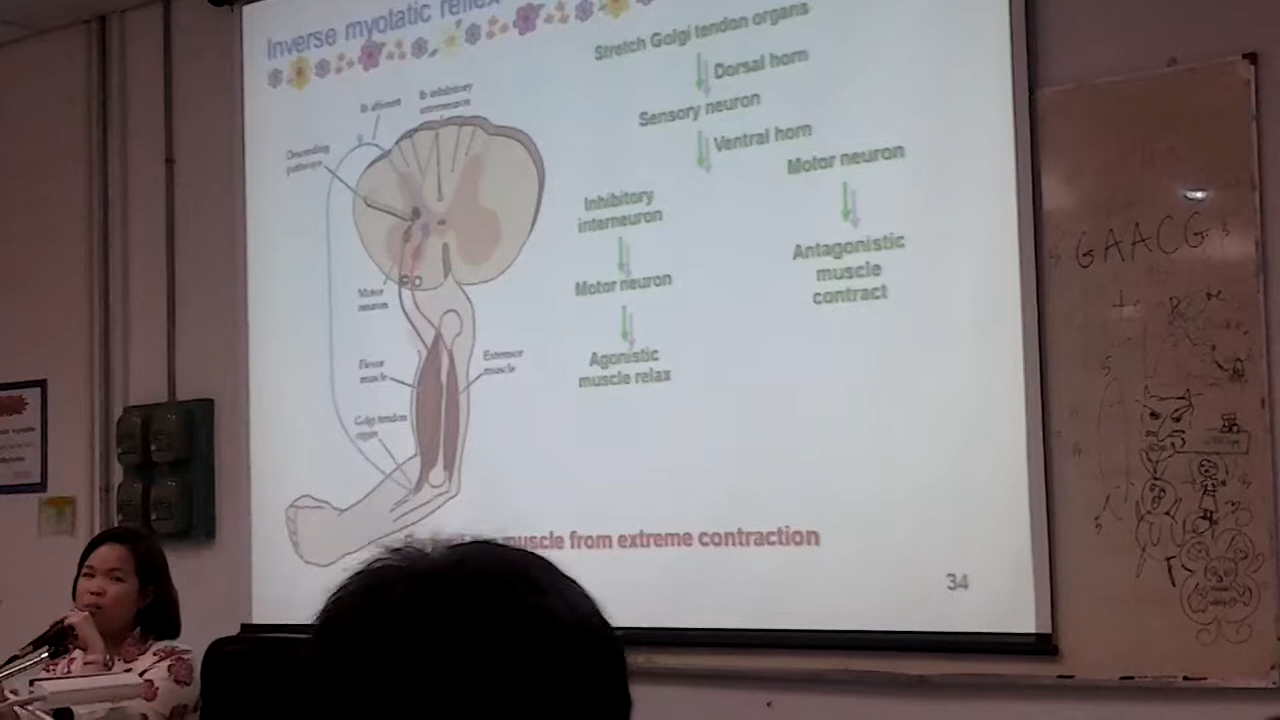 Inverse myotatic reflex
Stretch Golgi tendon organs
Dorsal horn
Sensory neuron
Ventral horn
Motor neuron
Inhibitory
interneuron
Antagonistic
muscle
contract
Motor neuron
Agonistic
muscle relax
Ib afferent
Ib inhibitory
interneuron
Descending
pathways
Motor
neuron
Flexor
muscle
Extensor
muscle
Golgi tendon
organ
muscle from extreme contraction
34
GAACG